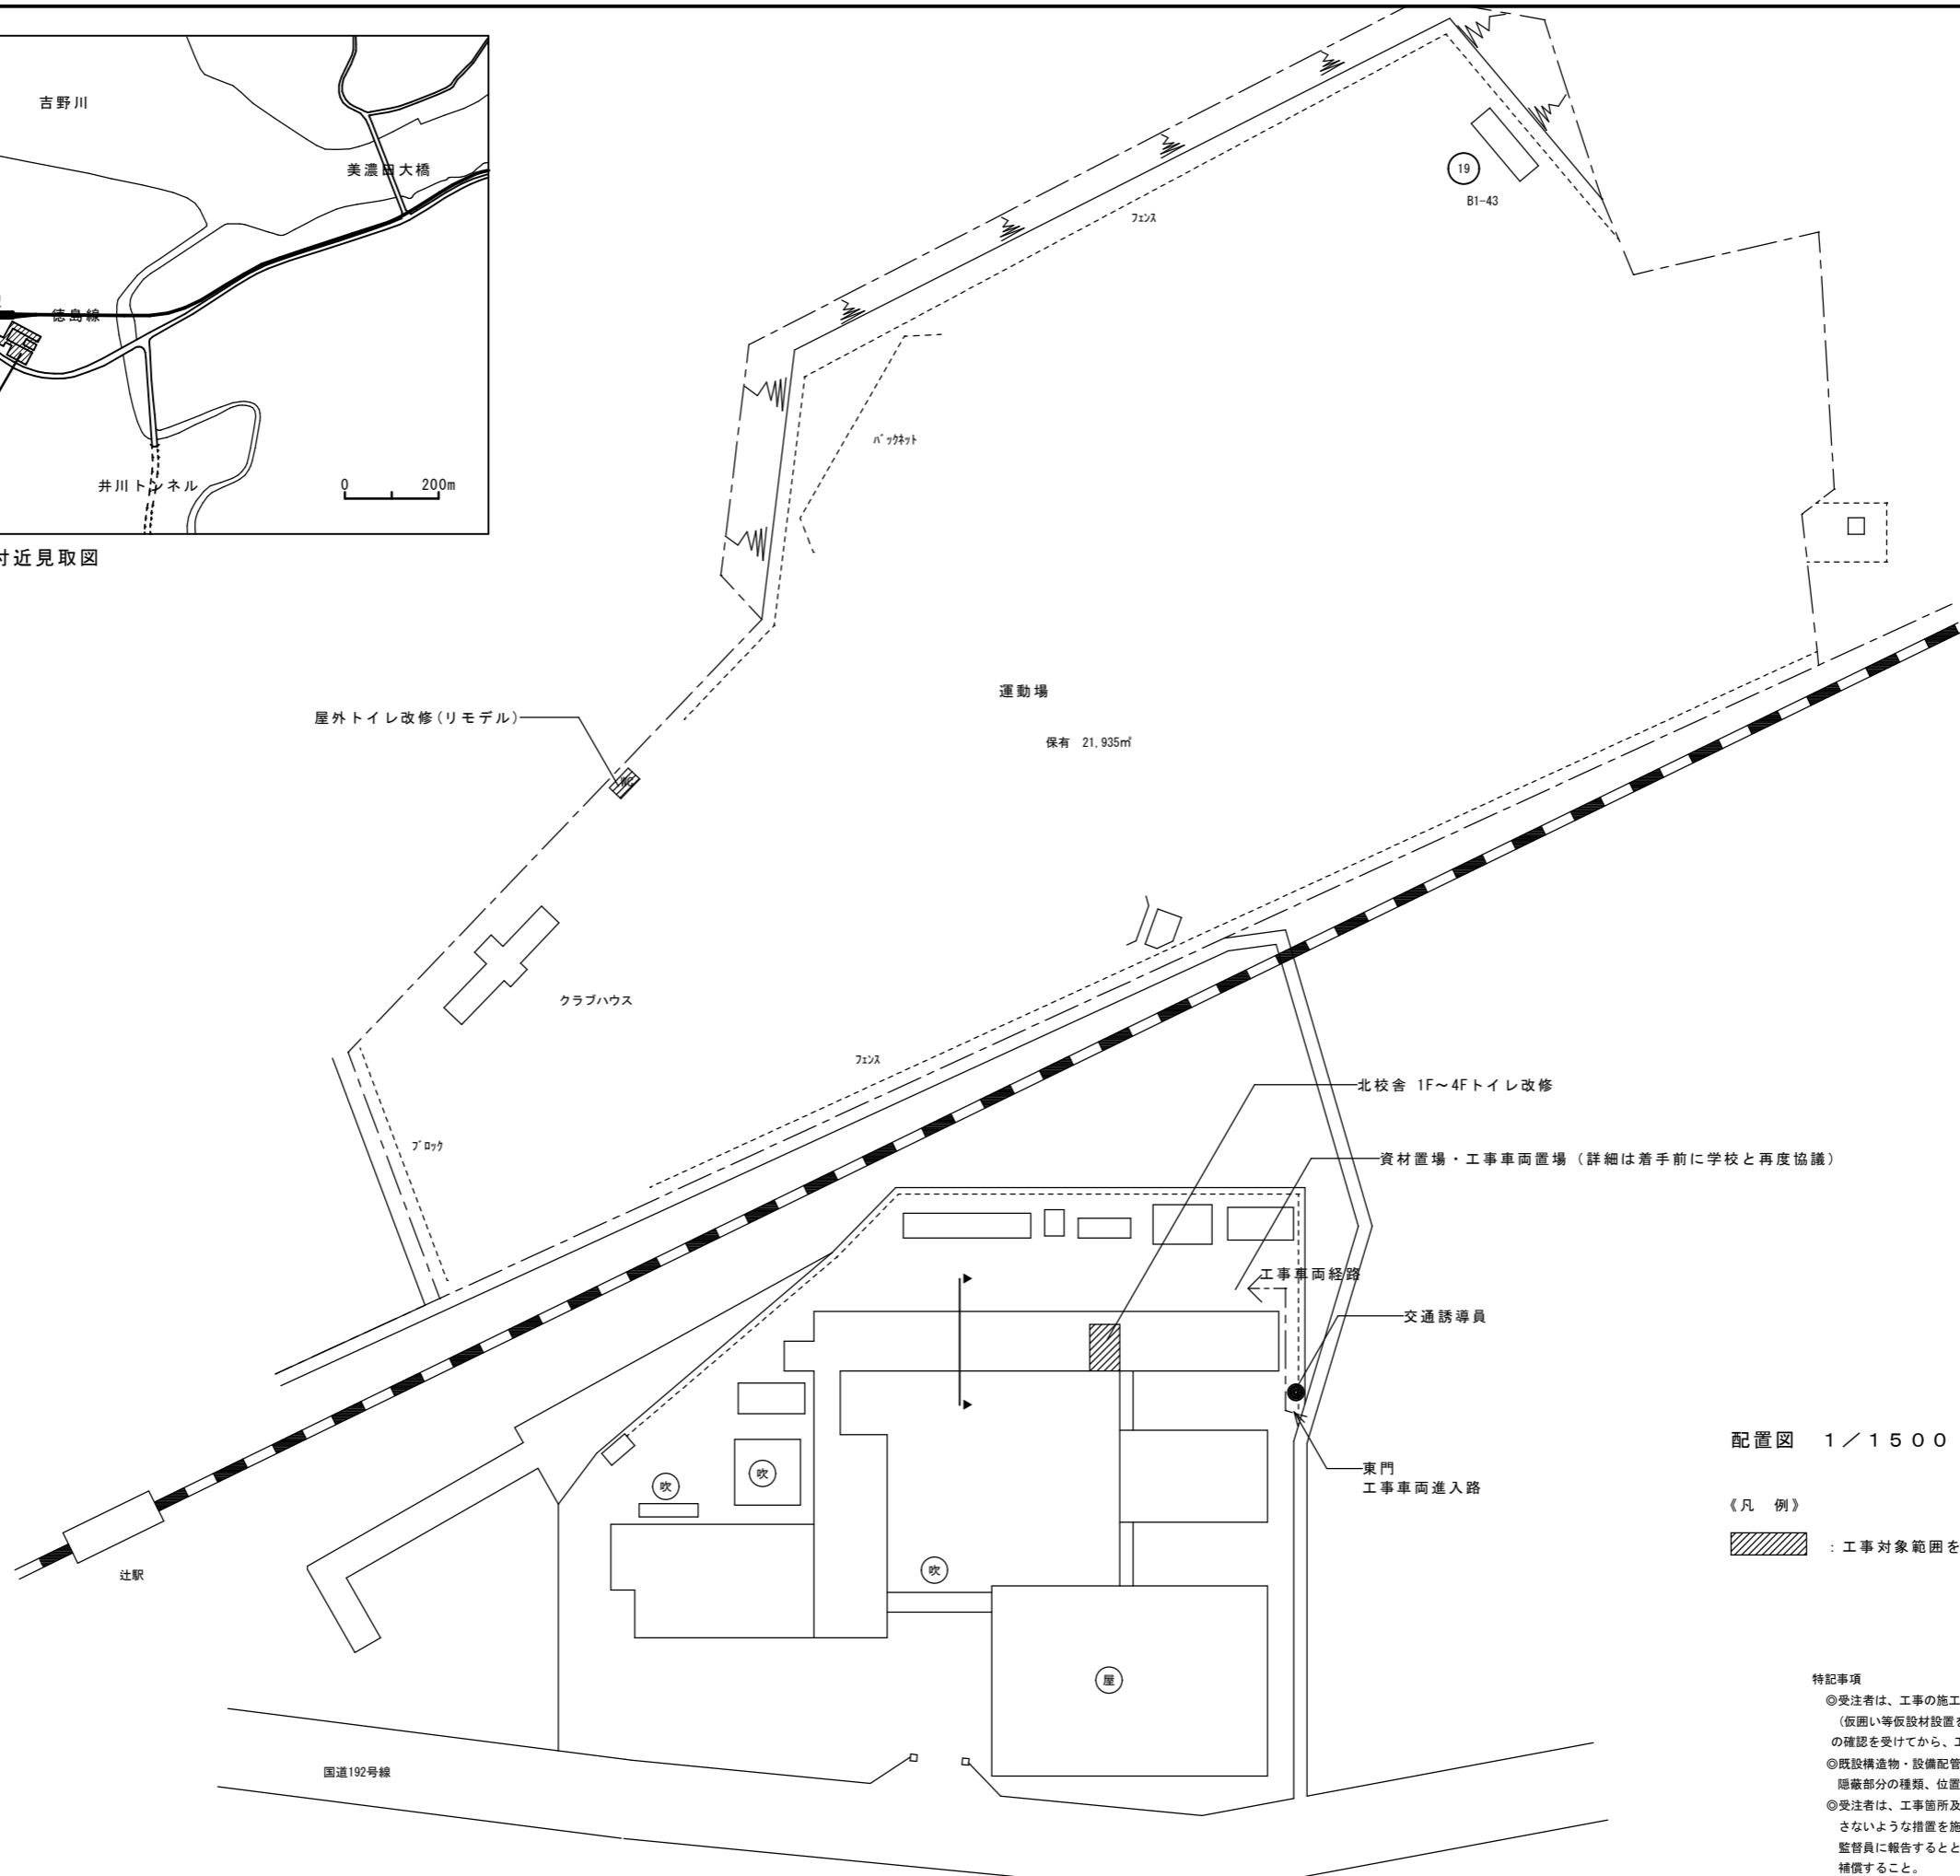 吉野川
美濃田大橋
徳島線
井川トンネル
0 200m
付近見取図
19
B1-43
フェンス
バックネット
運動場
保有 21,935㎡
屋外トイレ改修(リモデル)
WC
クラブハウス
フェンス
ブロック
北校舎 1F～4Fトイレ改修
資材置場・工事車両置場（詳細は着手前に学校と再度協議）
工事車両経路
交通誘導員
東門
工事車両進入路
吹
吹
吹
屋
辻駅
国道192号線
配置図 １／１５００
《凡 例》
：工事対象範囲を
特記事項
◎受注者は、工事の施工
（仮囲い等仮設材設置を
の確認を受けてから、工
◎既設構造物・設備配管
隠蔽部分の種類、位置
◎受注者は、工事箇所及
さないような措置を施
監督員に報告するとと
補償すること。